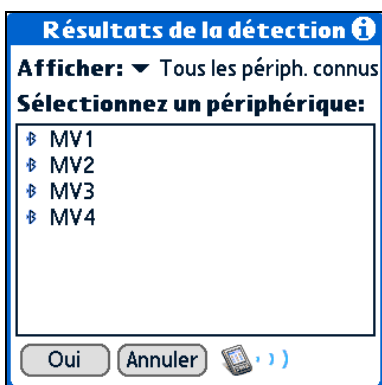 Résultats de la détection
Afficher: Tous les périph. connus
Sélectionnez un périphérique:
MV1
MV2
MV3
MV4
Oui Annuler